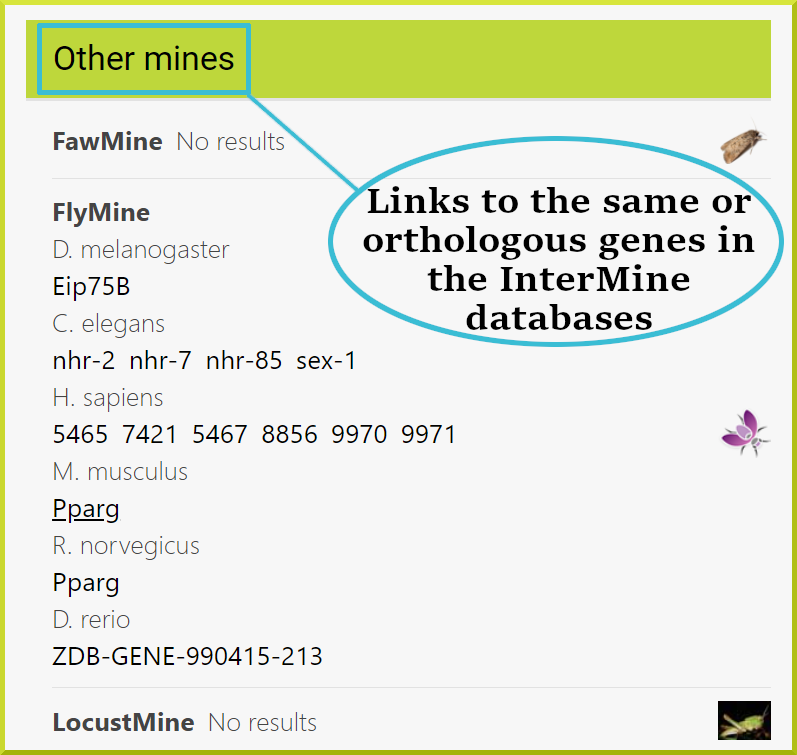 Other mines
FawMine No results
Links to the same or
orthologous genes in
the InterMine
databases
FlyMine
D. melanogaster
Eip75B
C. elegans
nhr-2 nhr-7 nhr-85 sex-1
H. sapiens
5465 7421 5467 8856 9970 9971
M. musculus
Pparg
R. norvegicus
Pparg
D. rerio
ZDB-GENE-990415-213
LocustMine No results